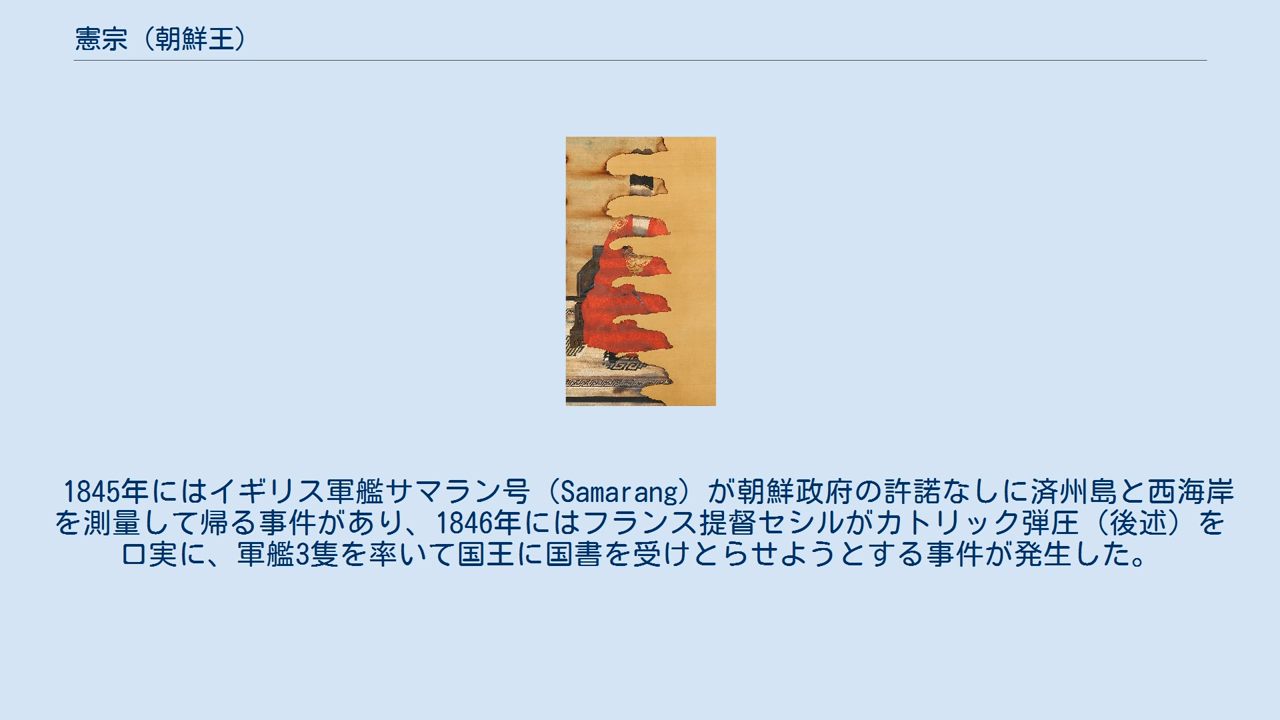 憲宗（朝鮮王）
1845年にはイギリス軍艦サマラン号（Samarang）が朝鮮政府の許諾なしに済州島と西海岸
を測量して帰る事件があり、1846年にはフランス提督セシルがカトリック弾圧（後述）を
口実に、軍艦3隻を率いて国王に国書を受けとらせようとする事件が発生した。